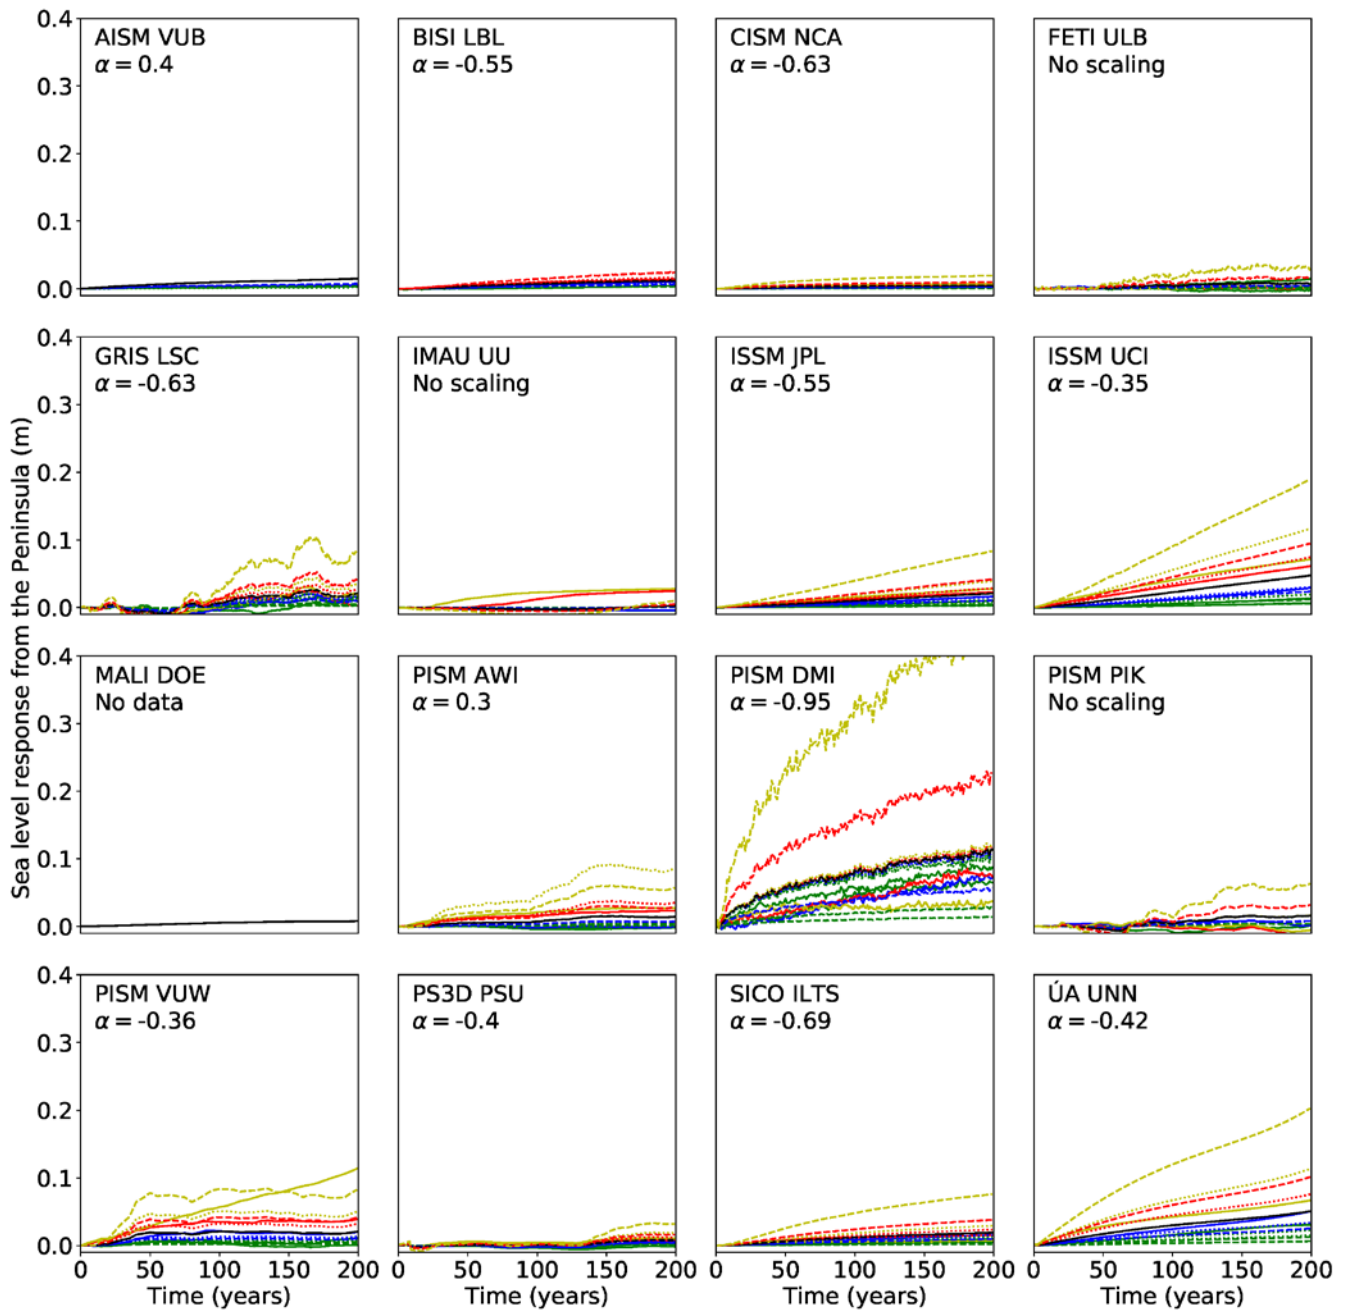 0.4
0.3
0.2
0.1
0.0
AISM VUB
α = 0.4
BISI LBL
α = -0.55
CISM NCA
α = -0.63
FETI ULB
No scaling
0.4
0.3
0.2
0.1
0.0
GRIS LSC
α = -0.63
IMAU UU
No scaling
ISSM JPL
α = -0.55
ISSM UCI
α = -0.35
Sea level response from the Peninsula (m)
0.4
0.3
0.2
0.1
0.0
MALI DOE
No data
PISM AWI
α = 0.3
PISM DMI
α = -0.95
PISM PIK
No scaling
0.4
0.3
0.2
0.1
0.0
PISM VUW
α = -0.36
PS3D PSU
α = -0.4
SICO ILTS
α = -0.69
ÚA UNN
α = -0.42
0 50 100 150 200
0 50 100 150 200
0 50 100 150 200
0 50 100 150 200
Time (years)
Time (years)
Time (years)
Time (years)